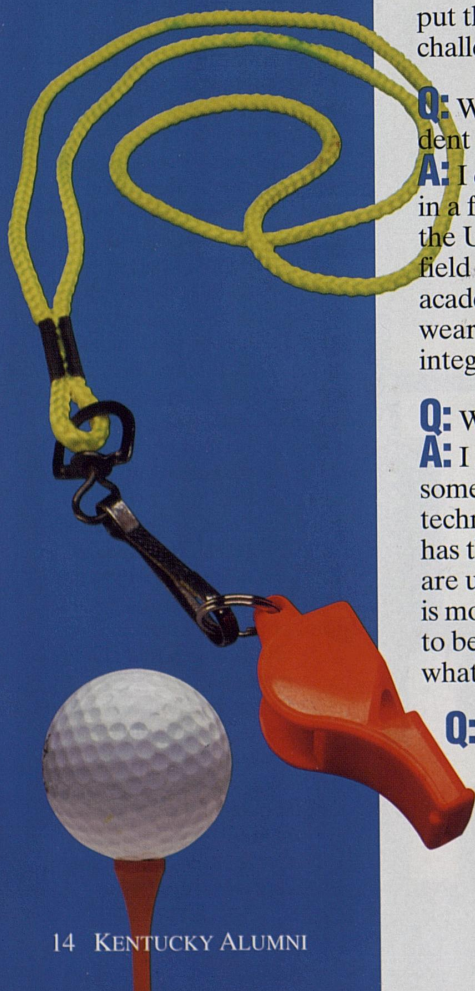 put th
challe
Q: W
dent
A: I
in a f
the U
field
acade
wear
integ
Q: W
A: I
some
techn
has t
are u
is mo
to be
what
Q:
14 KENTUCKY ALUMNI